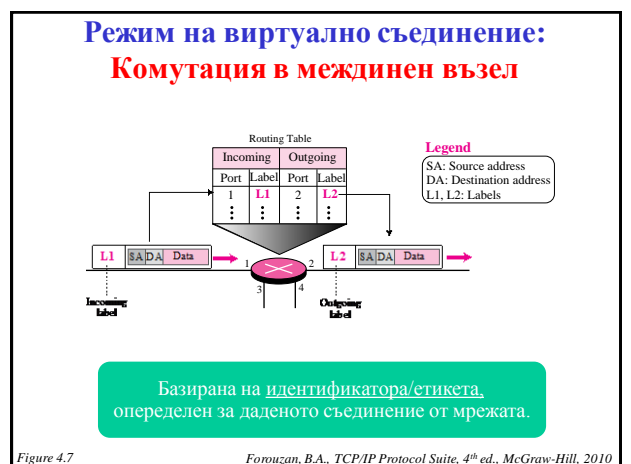 Режим на виртуално съединение:
Комутация в междинен възел
Routing Table
Incoming Outgoing
Port Label Port Label
1 L1 2 L2
Legend
SA: Source address
DA: Destination address
L1, L2: Labels
L1 SA DA Data
1 2
3 4
L2 SA DA Data
Incoming
label
Outgoing
label
Базирана на идентификатора/етикета,
опеределен за даденото съединение от мрежата.
Figure 4.7
Forouzan, B.A., TCP/IP Protocol Suite, 4th ed., McGraw-Hill, 2010